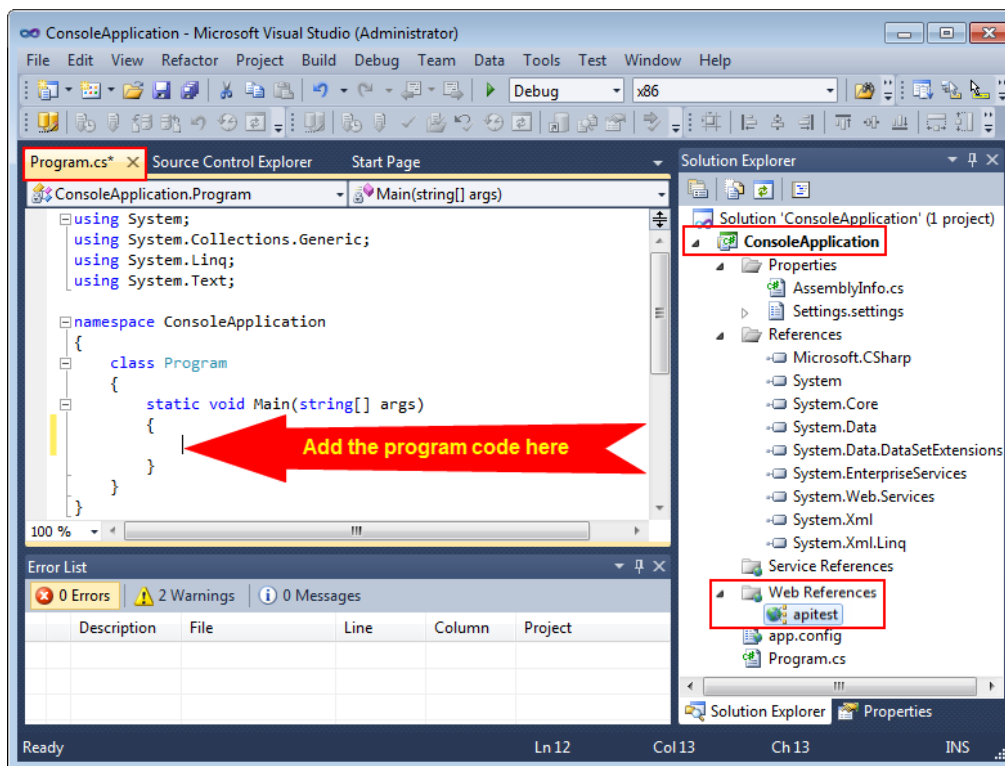 ConsoleApplication - Microsoft Visual Studio (Administrator)
File Edit View Refactor Project Build Debug Team Data Tools Test Window Help
Debug x86
Program.cs* Source Control Explorer Start Page
ConsoleApplication.Program Main(string[] args)
using System;
using System.Collections.Generic;
using System.Linq;
using System.Text;
namespace ConsoleApplication
{
class Program
{
static void Main(string[] args)
{
Add the program code here
}
}
}
100 %
Error List
0 Errors 2 Warnings 0 Messages
Description File Line Column Project
Solution Explorer
Solution 'ConsoleApplication' (1 project)
ConsoleApplication
Properties
AssemblyInfo.cs
Settings.settings
References
Microsoft.CSharp
System
System.Core
System.Data
System.Data.DataSetExtensions
System.EnterpriseServices
System.Web.Services
System.Xml
System.Xml.Linq
Service References
Web References
apitest
app.config
Program.cs
Solution Explorer Properties
Ready Ln 12 Col 13 Ch 13 INS